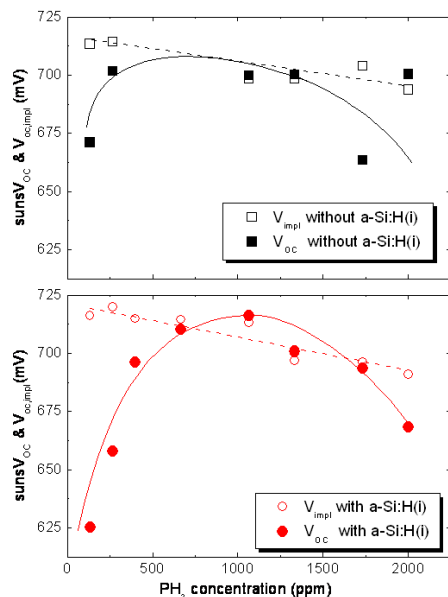 725
700
675
650
625
sunsV_OC & V_oc,impl (mV)
V_impl without a-Si:H(i)
V_OC without a-Si:H(i)
725
700
675
650
625
sunsV_OC & V_oc,impl (mV)
V_impl with a-Si:H(i)
V_OC with a-Si:H(i)
0 500 1000 1500 2000
PH_3 concentration (ppm)